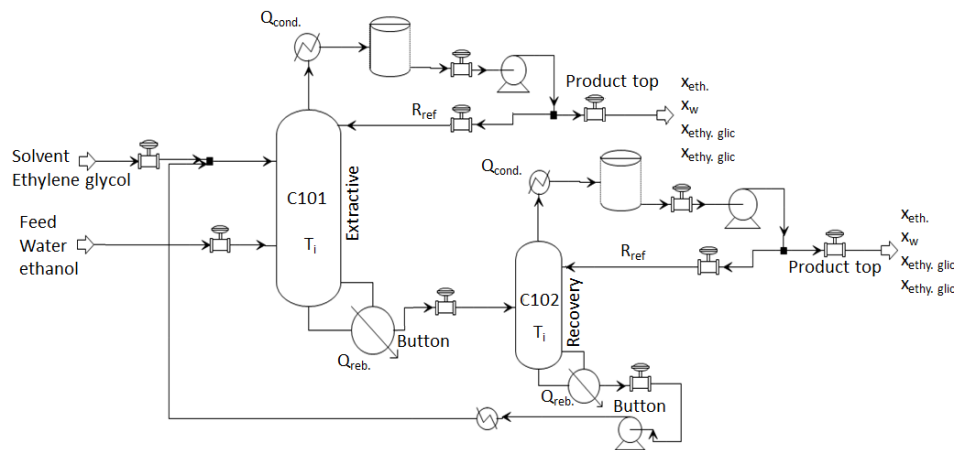 Qcond.
Product top
xeth.
xw
xethy. glic
xethy. glic
Rref
Solvent
Ethylene glycol
C101
Extractive
Ti
Feed
Water
ethanol
Button
Qreb.
Qcond.
Rref
Product top
xeth.
xw
xethy. glic
xethy. glic
C102
Recovery
Ti
Qreb.
Button